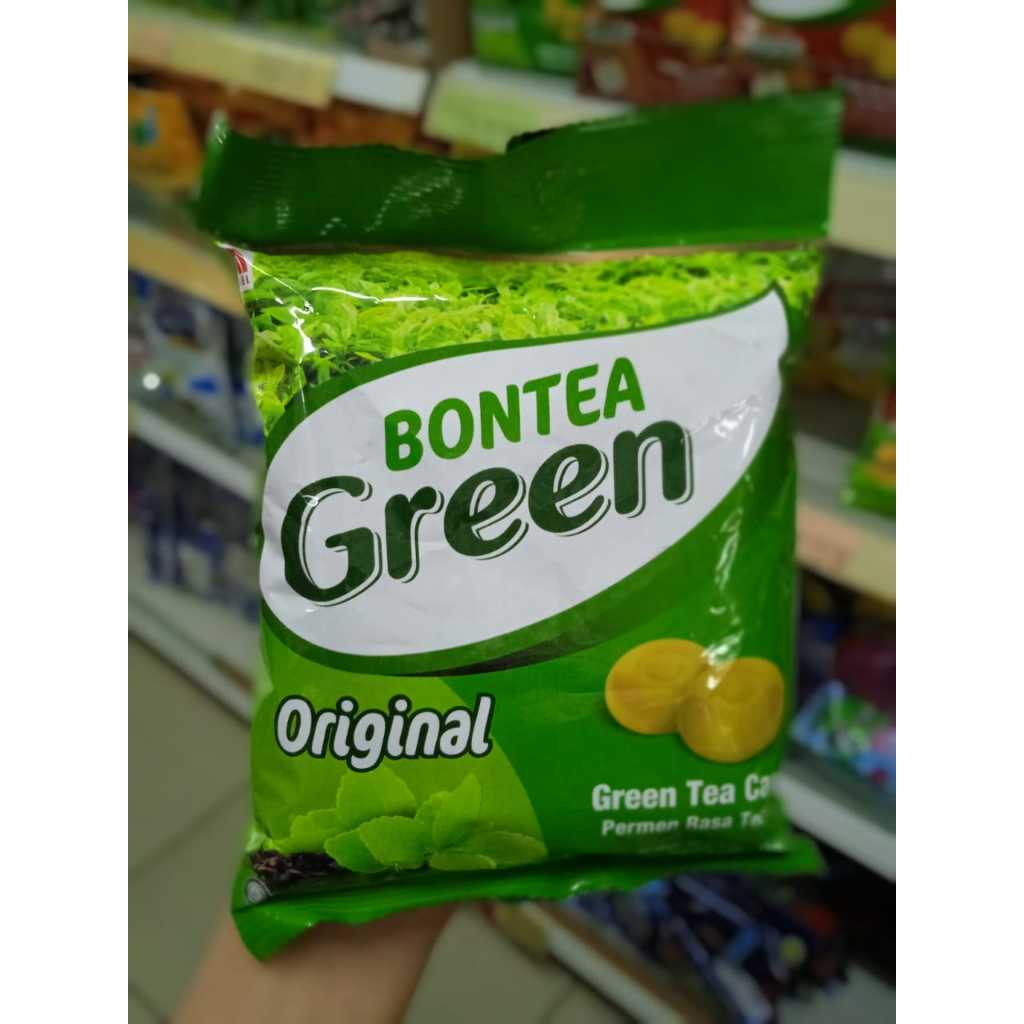 BONTEA
Green
Original
Green Tea Ca
Permen Rasa Te